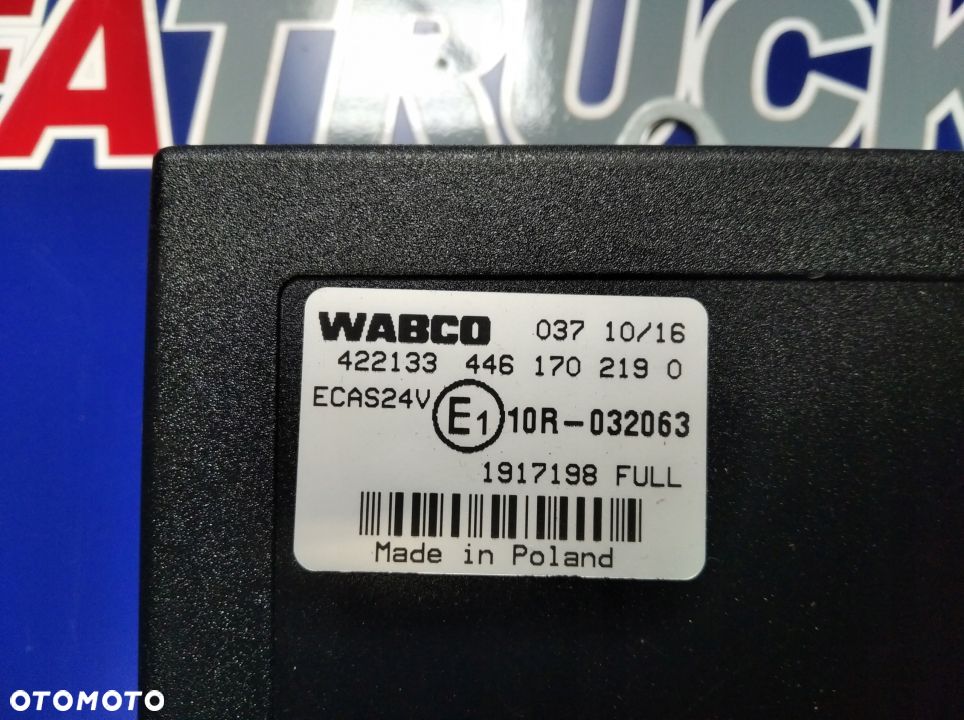 FATRUCK
WABCO 037 10/16
422133 446 170 219 0
ECAS24V E1 10R-032063
1917198 FULL
Made in Poland
OTOMOTO